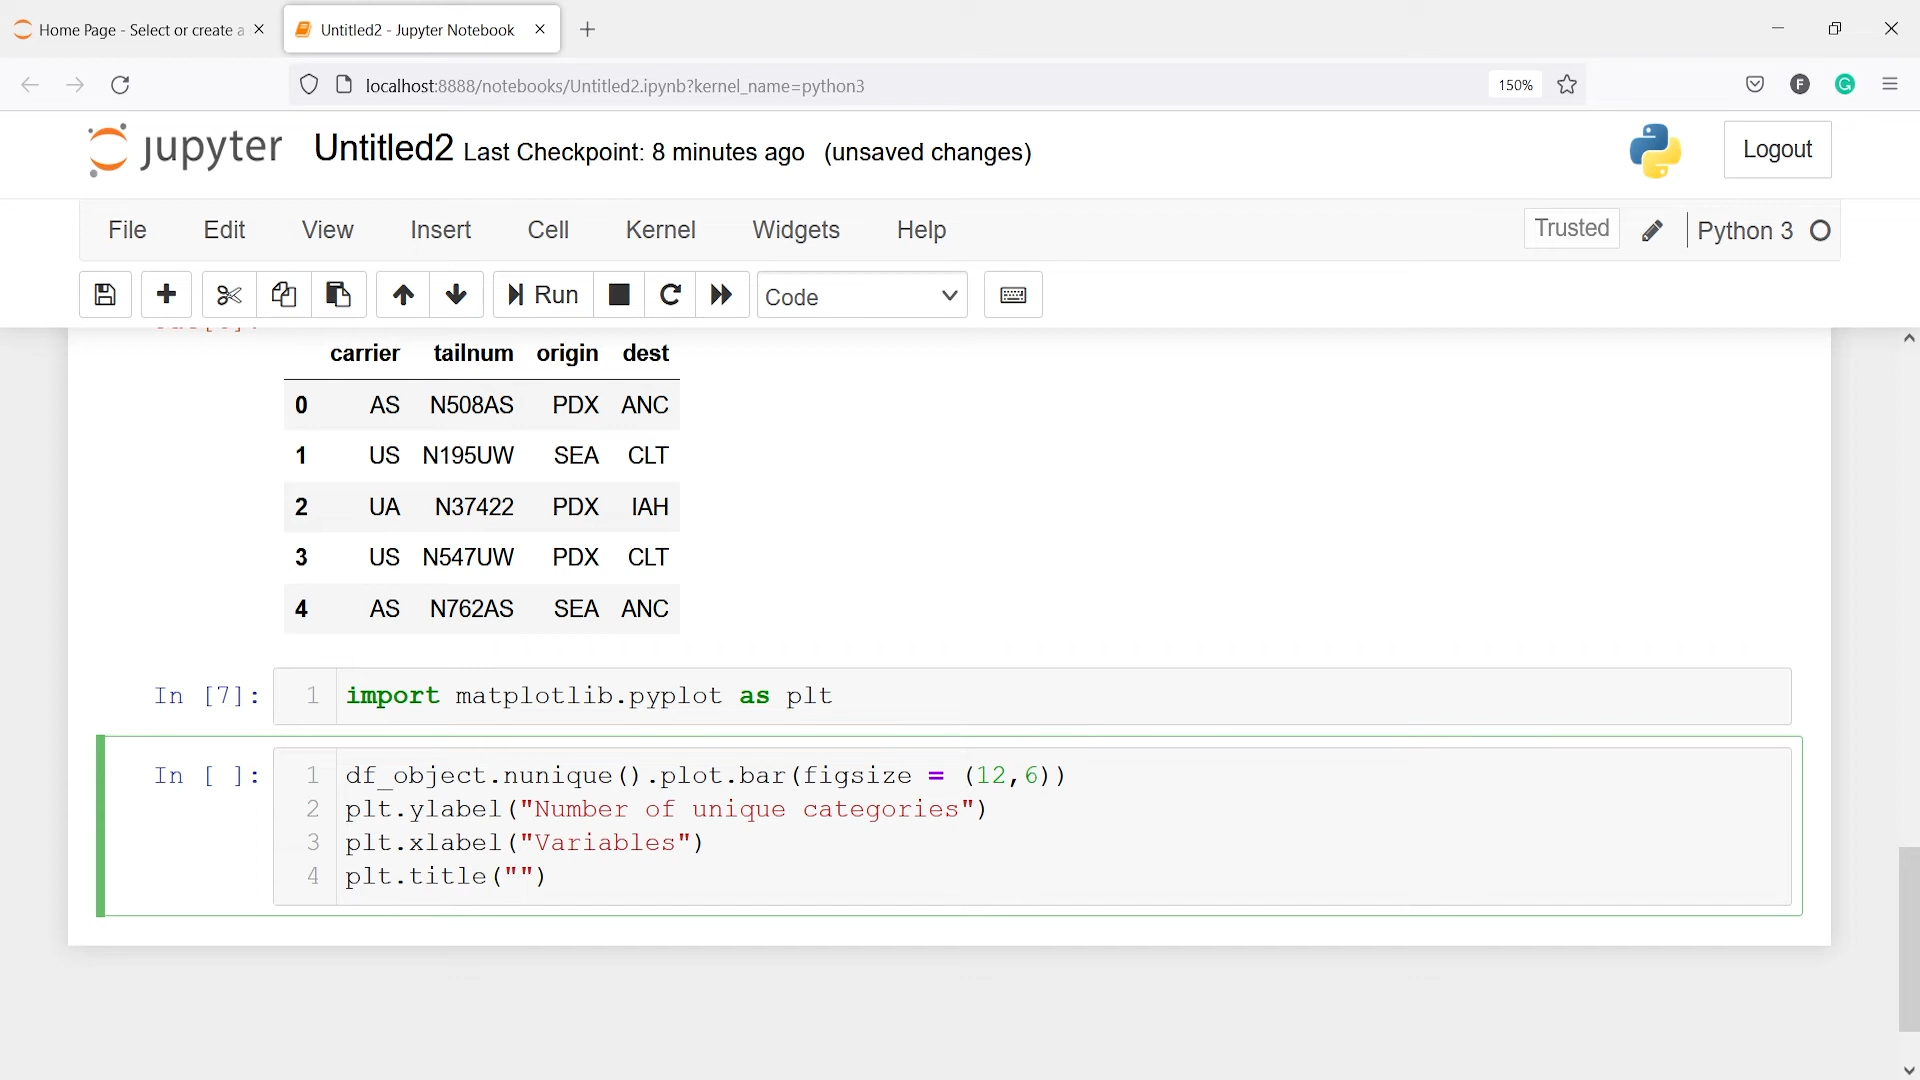 Home Page - Select or create a
Untitled2 - Jupyter Notebook
localhost:8888/notebooks/Untitled2.ipynb?kernel_name=python3
150%
F
G
jupyter Untitled2 Last Checkpoint: 8 minutes ago (unsaved changes)
Logout
File Edit View Insert Cell Kernel Widgets Help
Trusted
Python 3
Run
Code
carrier tailnum origin dest
0 AS N508AS PDX ANC
1 US N195UW SEA CLT
2 UA N37422 PDX IAH
3 US N547UW PDX CLT
4 AS N762AS SEA ANC
In [7]:
1 import matplotlib.pyplot as plt
In [ ]:
1 df_object.nunique().plot.bar(figsize = (12,6))
2 plt.ylabel("Number of unique categories")
3 plt.xlabel("Variables")
4 plt.title("")